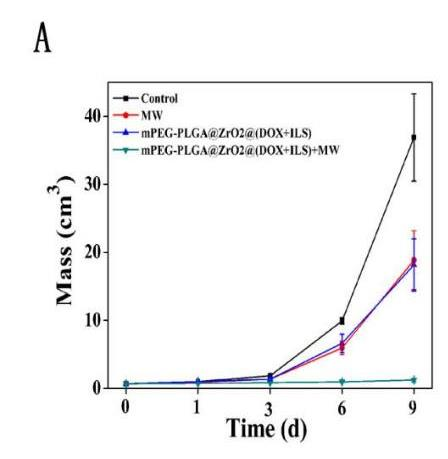 A
Control
MW
mPEG-PLGA@ZrO2@(DOX+ILS)
mPEG-PLGA@ZrO2@(DOX+ILS)+MW
Mass (cm³)
40
30
20
10
0
0 1 3 6 9
Time (d)